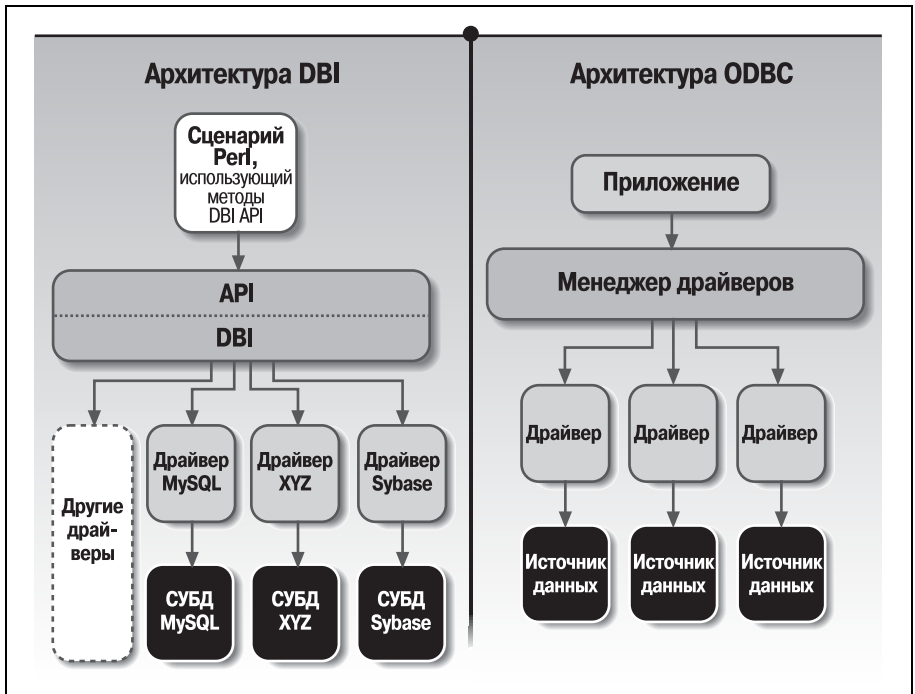 Архитектура DBI
Сценарий
Perl,
использующий
методы
DBI API
API
DBI
Другие
драй-
веры
Драйвер
MySQL
Драйвер
XYZ
Драйвер
Sybase
СУБД
MySQL
СУБД
XYZ
СУБД
Sybase
Архитектура ODBC
Приложение
Менеджер драйверов
Драйвер
Драйвер
Драйвер
Источник
данных
Источник
данных
Источник
данных